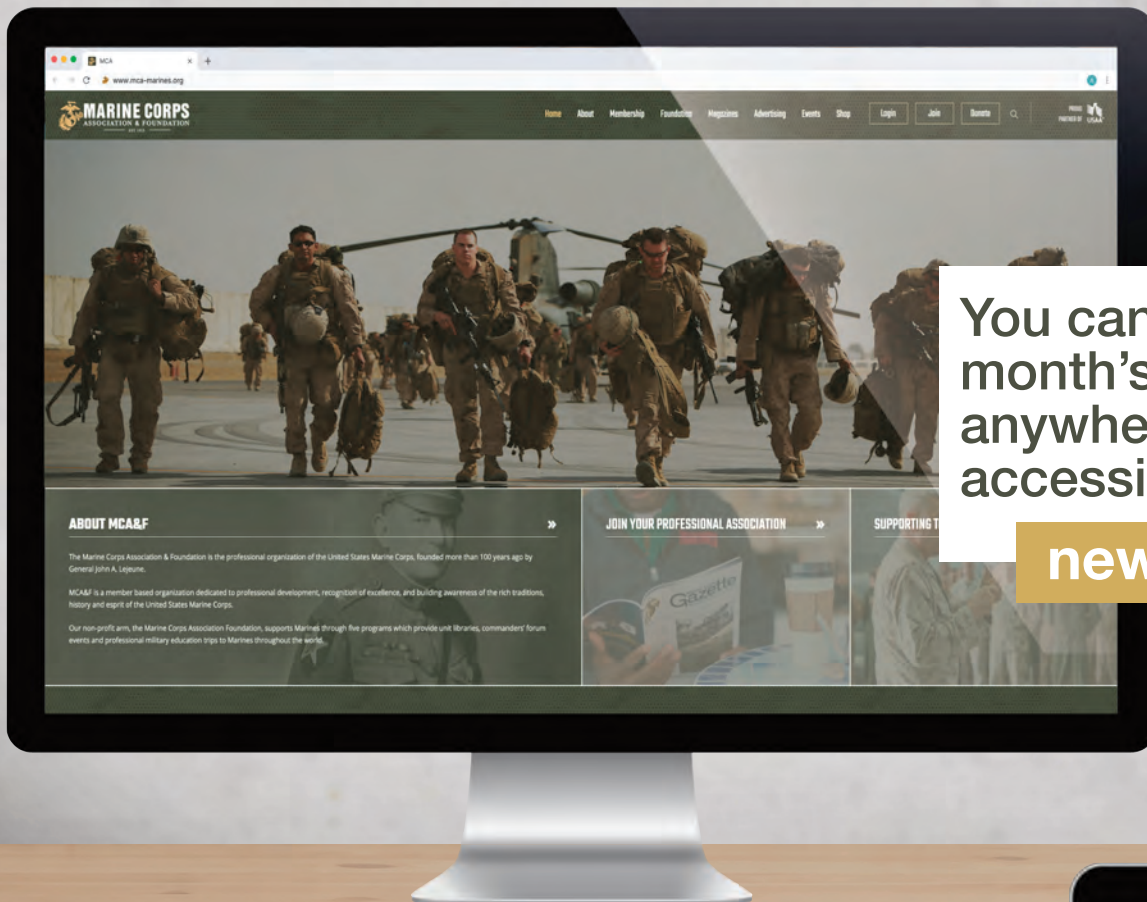 MCA
www.mca-marines.org
MARINE CORPS
ASSOCIATION & FOUNDATION
Home About Membership Foundation Magazines Advertising Events Shop Login Join Donate
PROUD
PARTNER OF USAA
You can
month's
anywhe
accessi
new
ABOUT MCA&F »
JOIN YOUR PROFESSIONAL ASSOCIATION »
SUPPORTING T
The Marine Corps Association & Foundation is the professional organization of the United States Marine Corps, founded more than 100 years ago by
General John A. Lejeune.
MCA&F is a member based organization dedicated to professional development, recognition of excellence, and building awareness of the rich traditions,
history and esprit of the United States Marine Corps.
Our non-profit arm, the Marine Corps Association Foundation, supports Marines through five programs which provide unit libraries, commanders' forum
events and professional military education trips to Marines throughout the world.
Gazette